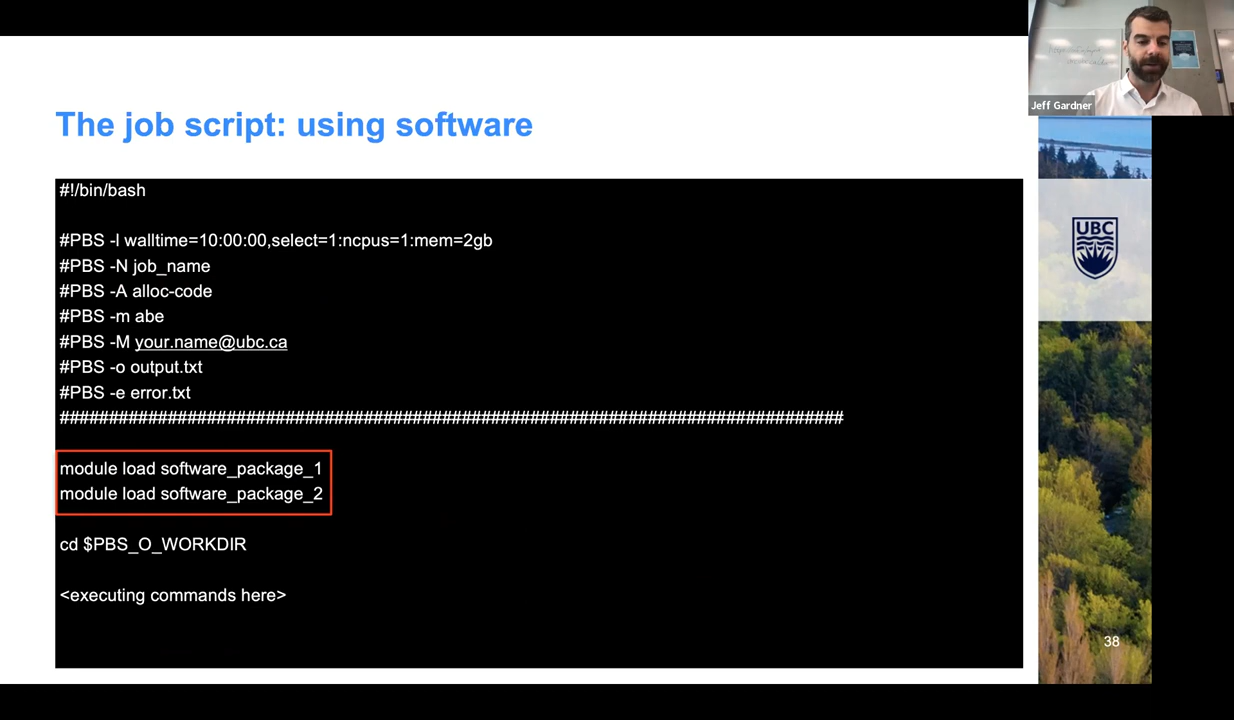 Jeff Gardner
The job script: using software
#!/bin/bash
#PBS -l walltime=10:00:00,select=1:ncpus=1:mem=2gb
#PBS -N job_name
#PBS -A alloc-code
#PBS -m abe
#PBS -M your.name@ubc.ca
#PBS -o output.txt
#PBS -e error.txt
################################################################################
module load software_package_1
module load software_package_2
cd $PBS_O_WORKDIR
<executing commands here>
UBC
38